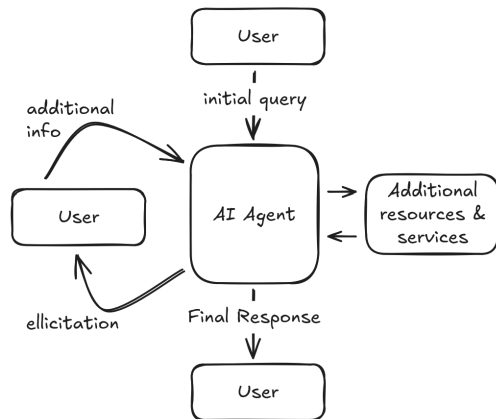 User
initial query
additional
info
User
AI Agent
Additional
resources &
services
ellicitation
Final Response
User